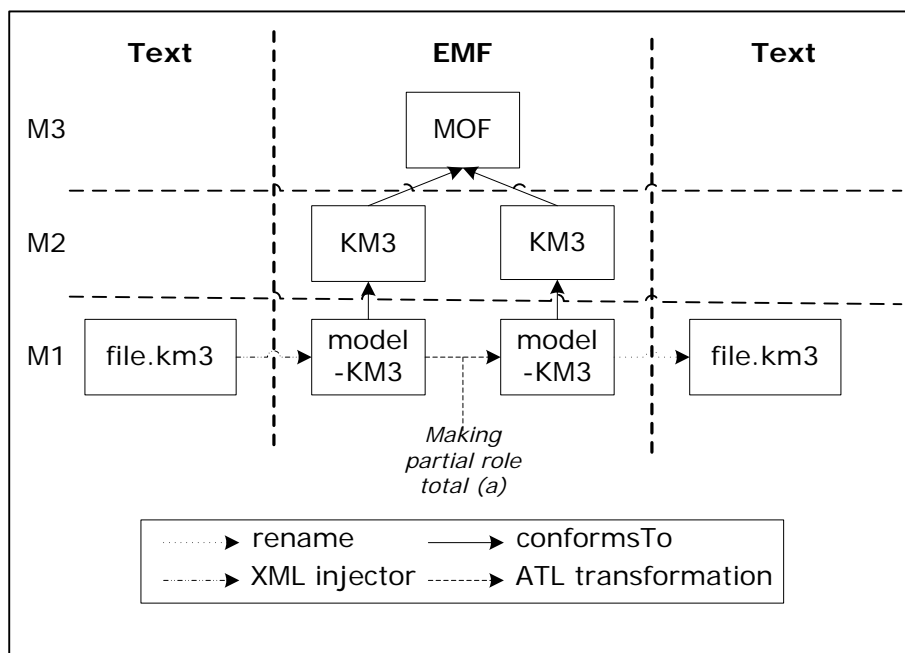 Text
EMF
Text
M3
MOF
M2
KM3
KM3
M1
file.km3
model
-KM3
model
-KM3
file.km3
Making
partial role
total (a)
rename
conformsTo
XML injector
ATL transformation